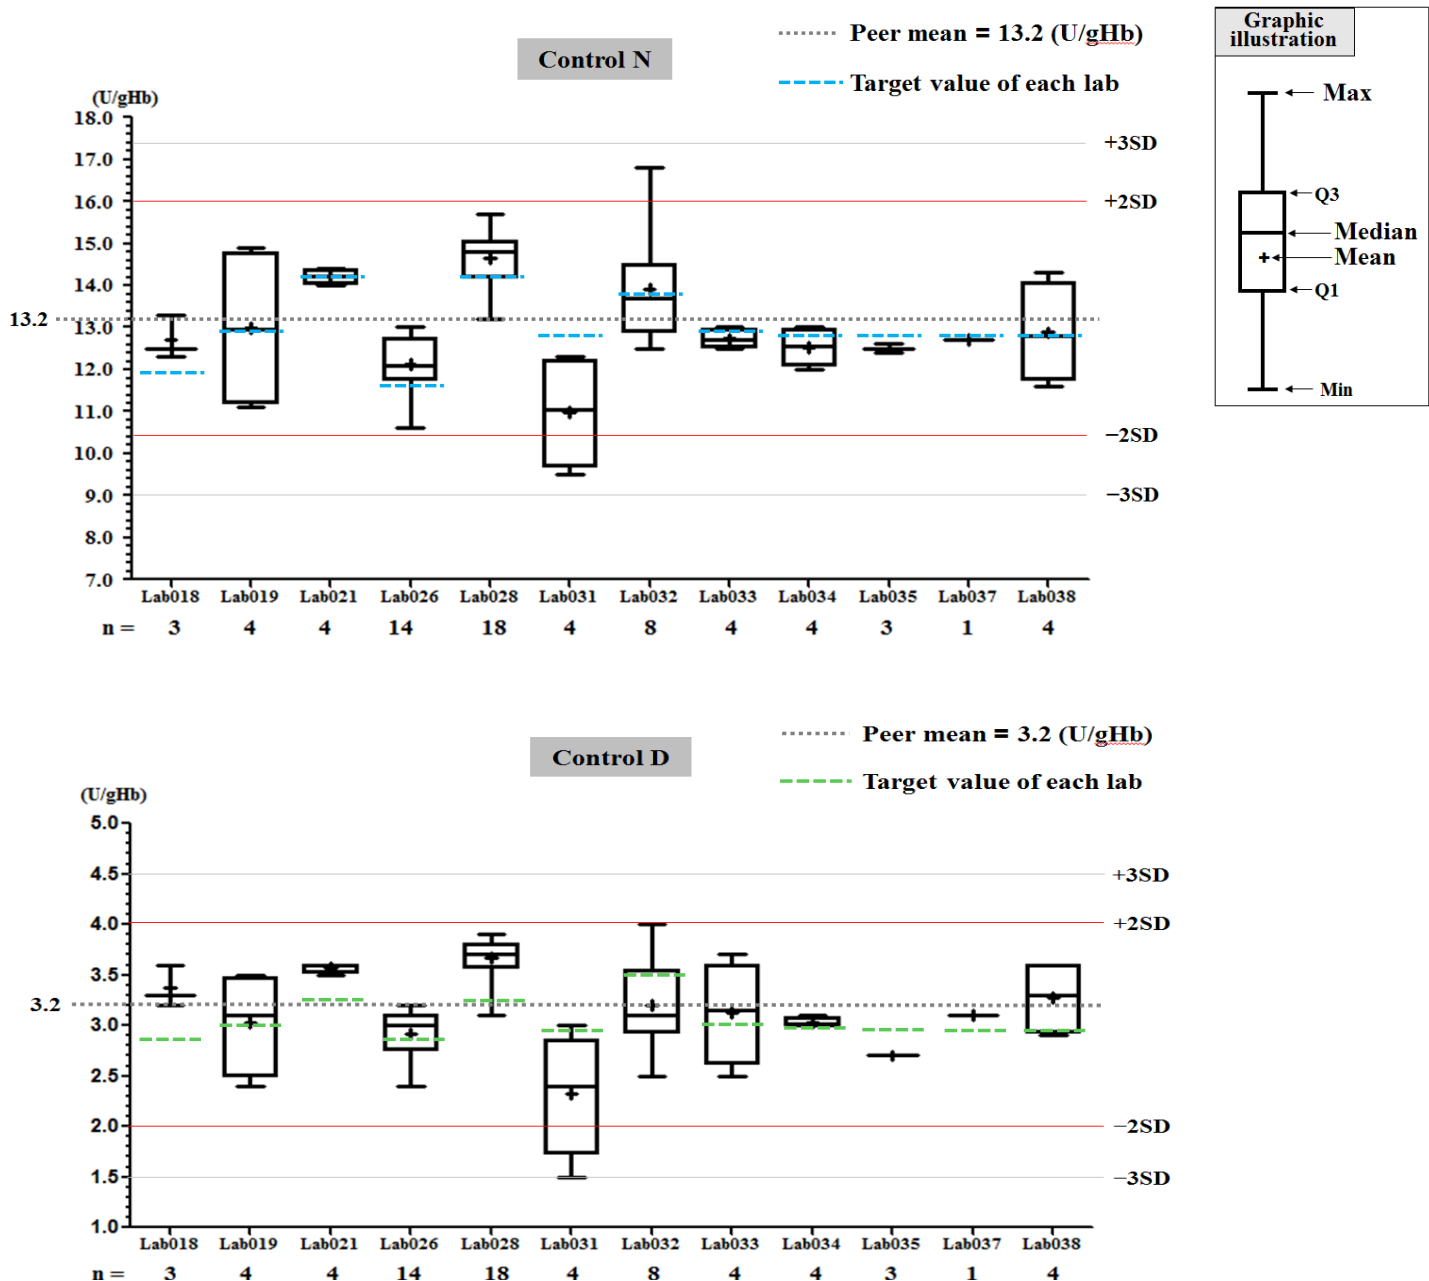 Control N
Peer mean = 13.2 (U/gHb)
Target value of each lab
(U/gHb)
18.0
17.0
16.0
15.0
14.0
13.0
12.0
11.0
10.0
9.0
8.0
7.0
13.2
+3SD
+2SD
−2SD
−3SD
Lab018 Lab019 Lab021 Lab026 Lab028 Lab031 Lab032 Lab033 Lab034 Lab035 Lab037 Lab038
n = 3 4 4 14 18 4 8 4 4 3 1 4
Graphic
illustration
Max
Q3
Median
Mean
Q1
Min
Control D
Peer mean = 3.2 (U/gHb)
Target value of each lab
(U/gHb)
5.0
4.5
4.0
3.5
3.0
2.5
2.0
1.5
1.0
3.2
+3SD
+2SD
−2SD
−3SD
Lab018 Lab019 Lab021 Lab026 Lab028 Lab031 Lab032 Lab033 Lab034 Lab035 Lab037 Lab038
n = 3 4 4 14 18 4 8 4 4 3 1 4